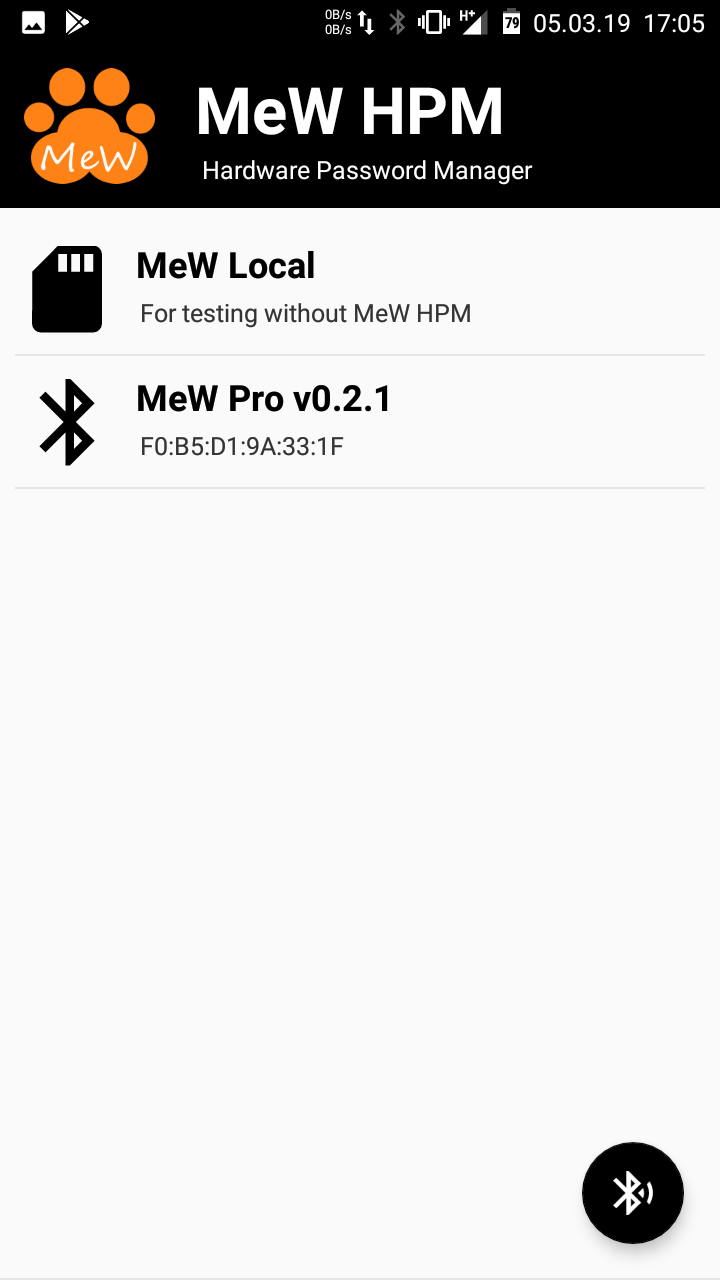 0B/s
0B/s
H+
79
05.03.19 17:05
MeW
MeW HPM
Hardware Password Manager
MeW Local
For testing without MeW HPM
MeW Pro v0.2.1
F0:B5:D1:9A:33:1F